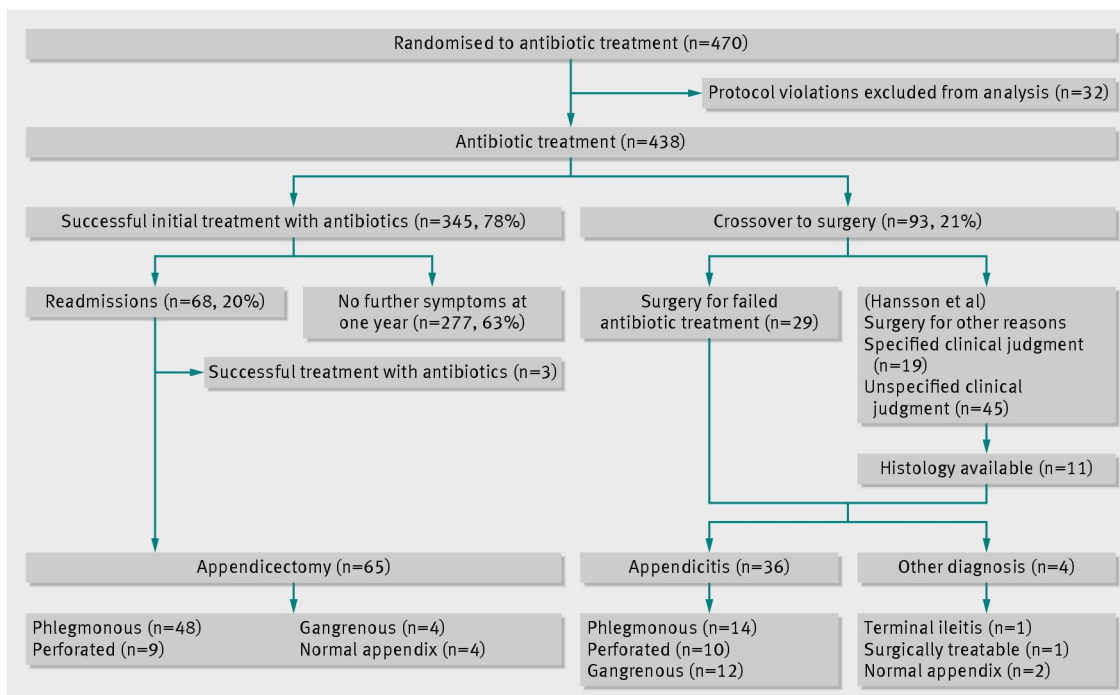 Randomised to antibiotic treatment (n=470)
Protocol violations excluded from analysis (n=32)
Antibiotic treatment (n=438)
Successful initial treatment with antibiotics (n=345, 78%)
Crossover to surgery (n=93, 21%)
Readmissions (n=68, 20%)
No further symptoms at
one year (n=277, 63%)
Surgery for failed
antibiotic treatment (n=29)
(Hansson et al)
Surgery for other reasons
Specified clinical judgment
(n=19)
Unspecified clinical
judgment (n=45)
Successful treatment with antibiotics (n=3)
Histology available (n=11)
Appendicectomy (n=65)
Appendicitis (n=36)
Other diagnosis (n=4)
Phlegmonous (n=48)
Perforated (n=9)
Gangrenous (n=4)
Normal appendix (n=4)
Phlegmonous (n=14)
Perforated (n=10)
Gangrenous (n=12)
Terminal ileitis (n=1)
Surgically treatable (n=1)
Normal appendix (n=2)